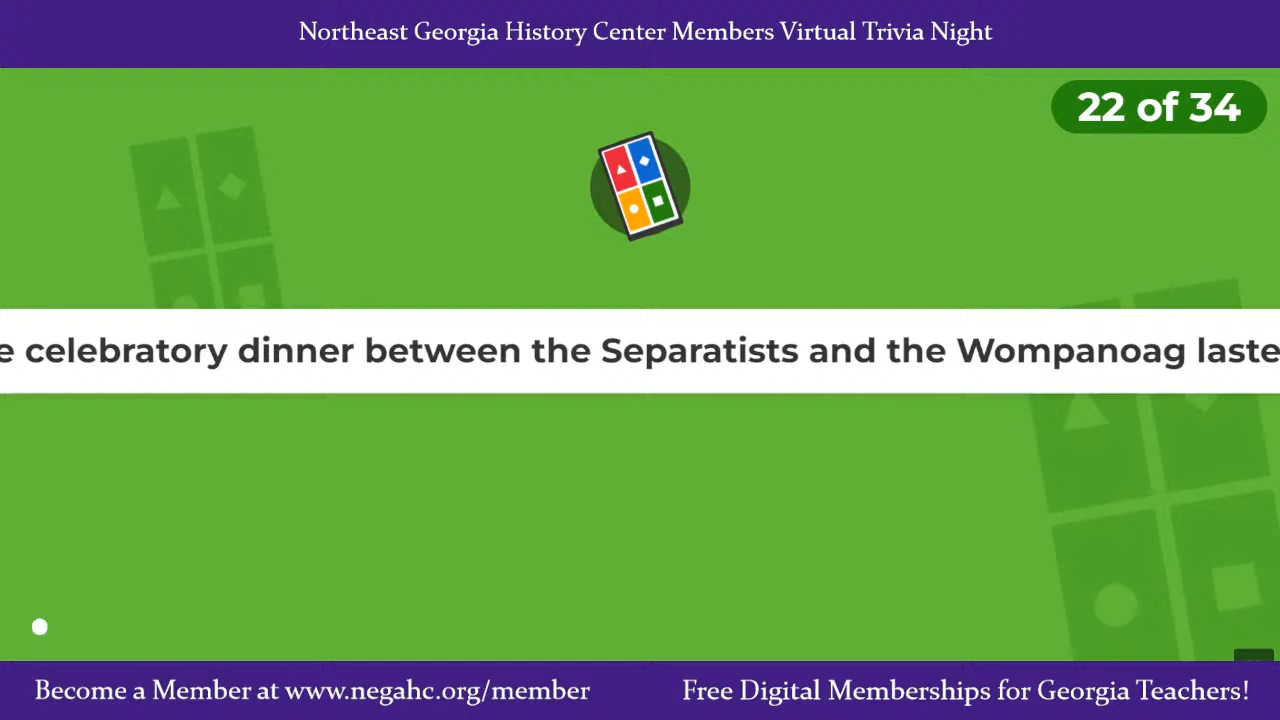 Northeast Georgia History Center Members Virtual Trivia Night
22 of 34
e celebratory dinner between the Separatists and the Wompanoag laste
Become a Member at www.negahc.org/member
Free Digital Memberships for Georgia Teachers!